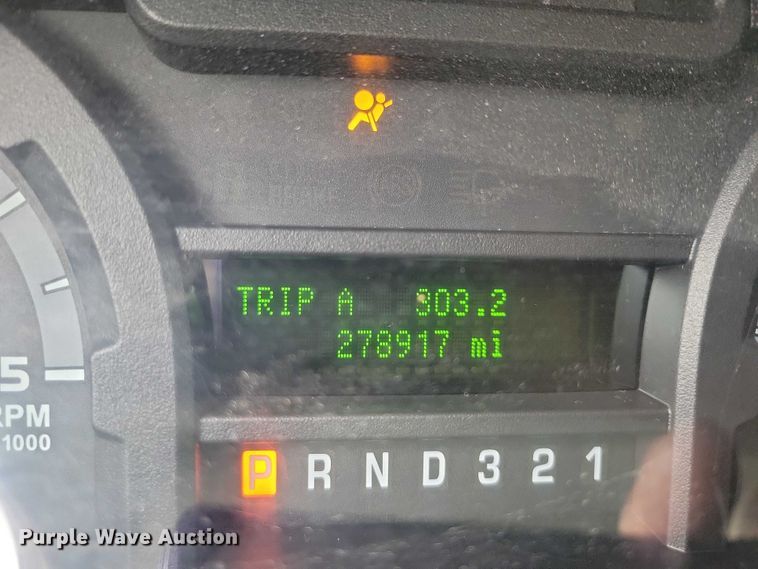 TRIP A 303.2
278917 mi
5
RPM
1000
P R N D 3 2 1
Purple Wave Auction